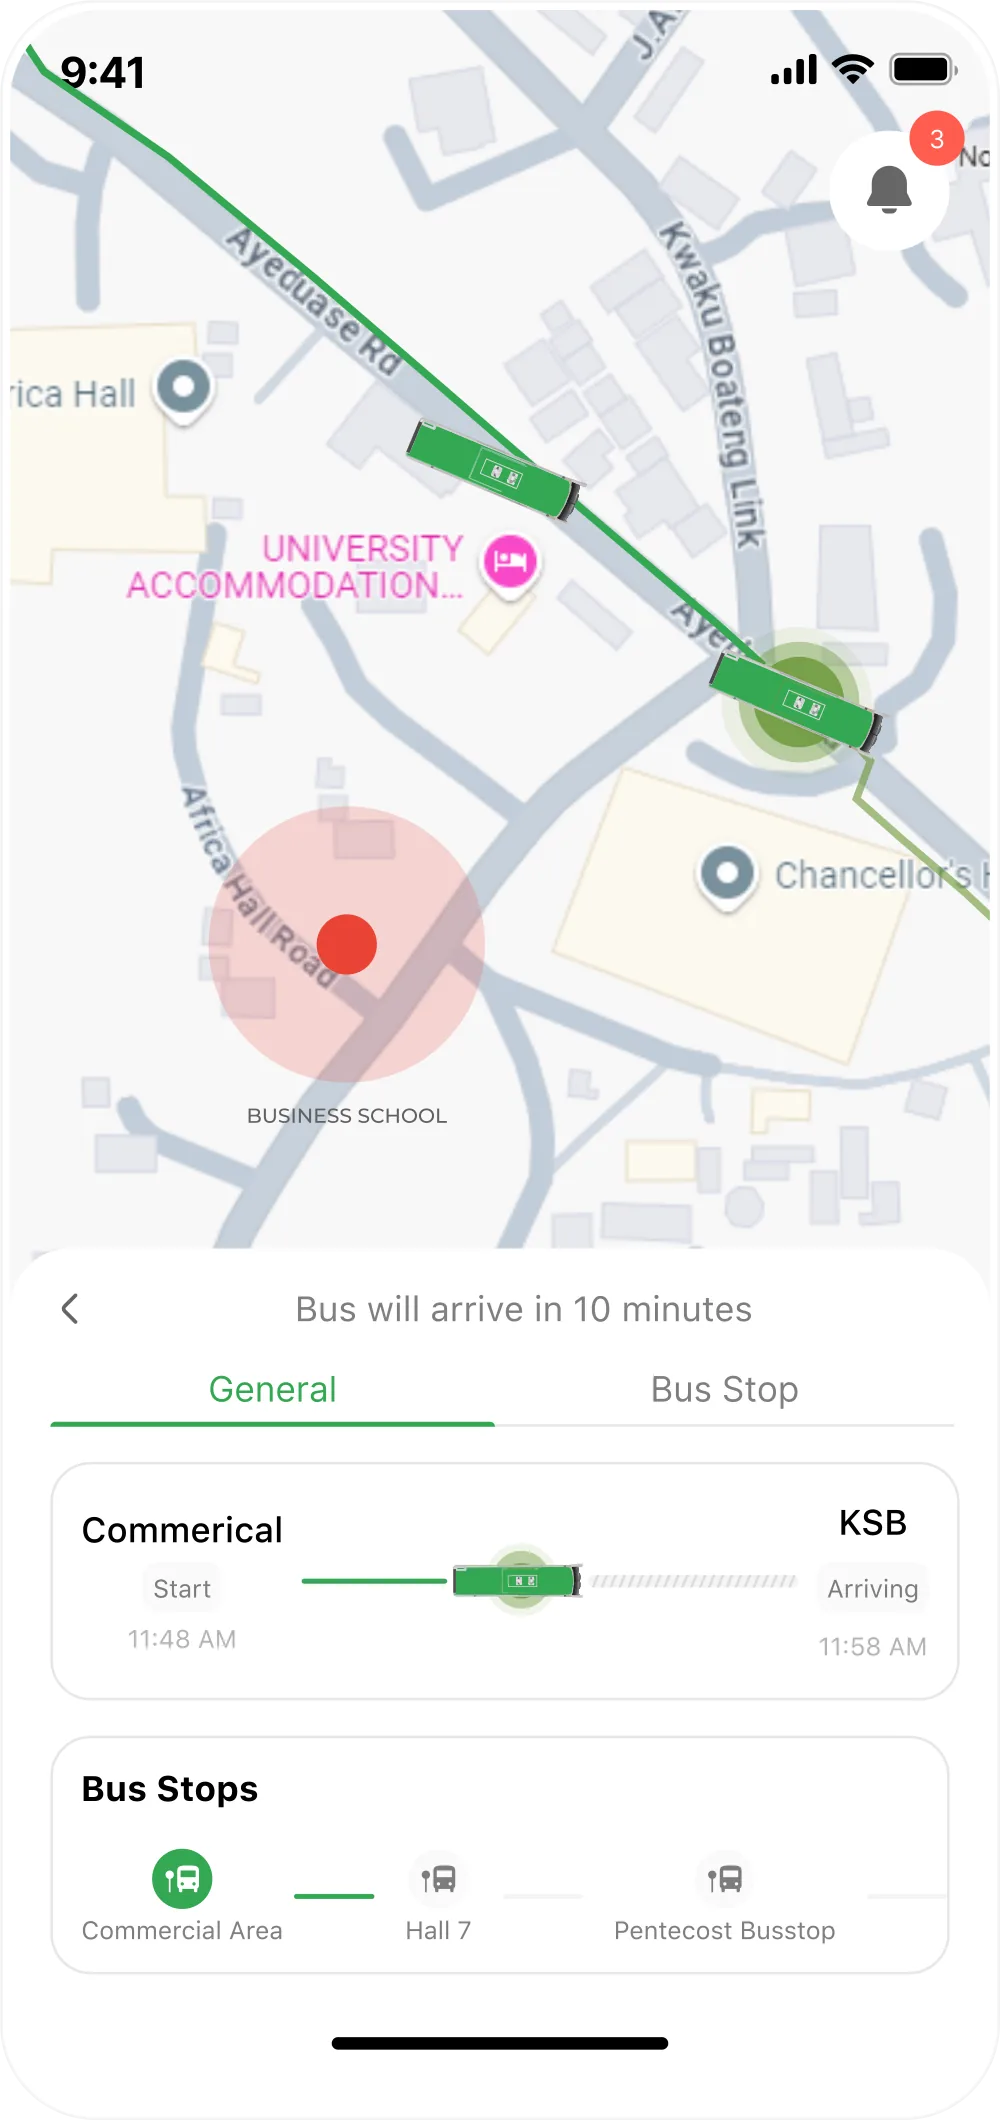 9:41
J.A
3
No
Ayeduase Rd
Kwaku Boateng Link
rica Hall
UNIVERSITY
ACCOMMODATION...
Aye
Chancellor's H
Africa Hall Road
BUSINESS SCHOOL
Bus will arrive in 10 minutes
General
Bus Stop
Commerical
KSB
Start
Arriving
11:48 AM
11:58 AM
Bus Stops
Commercial Area
Hall 7
Pentecost Busstop